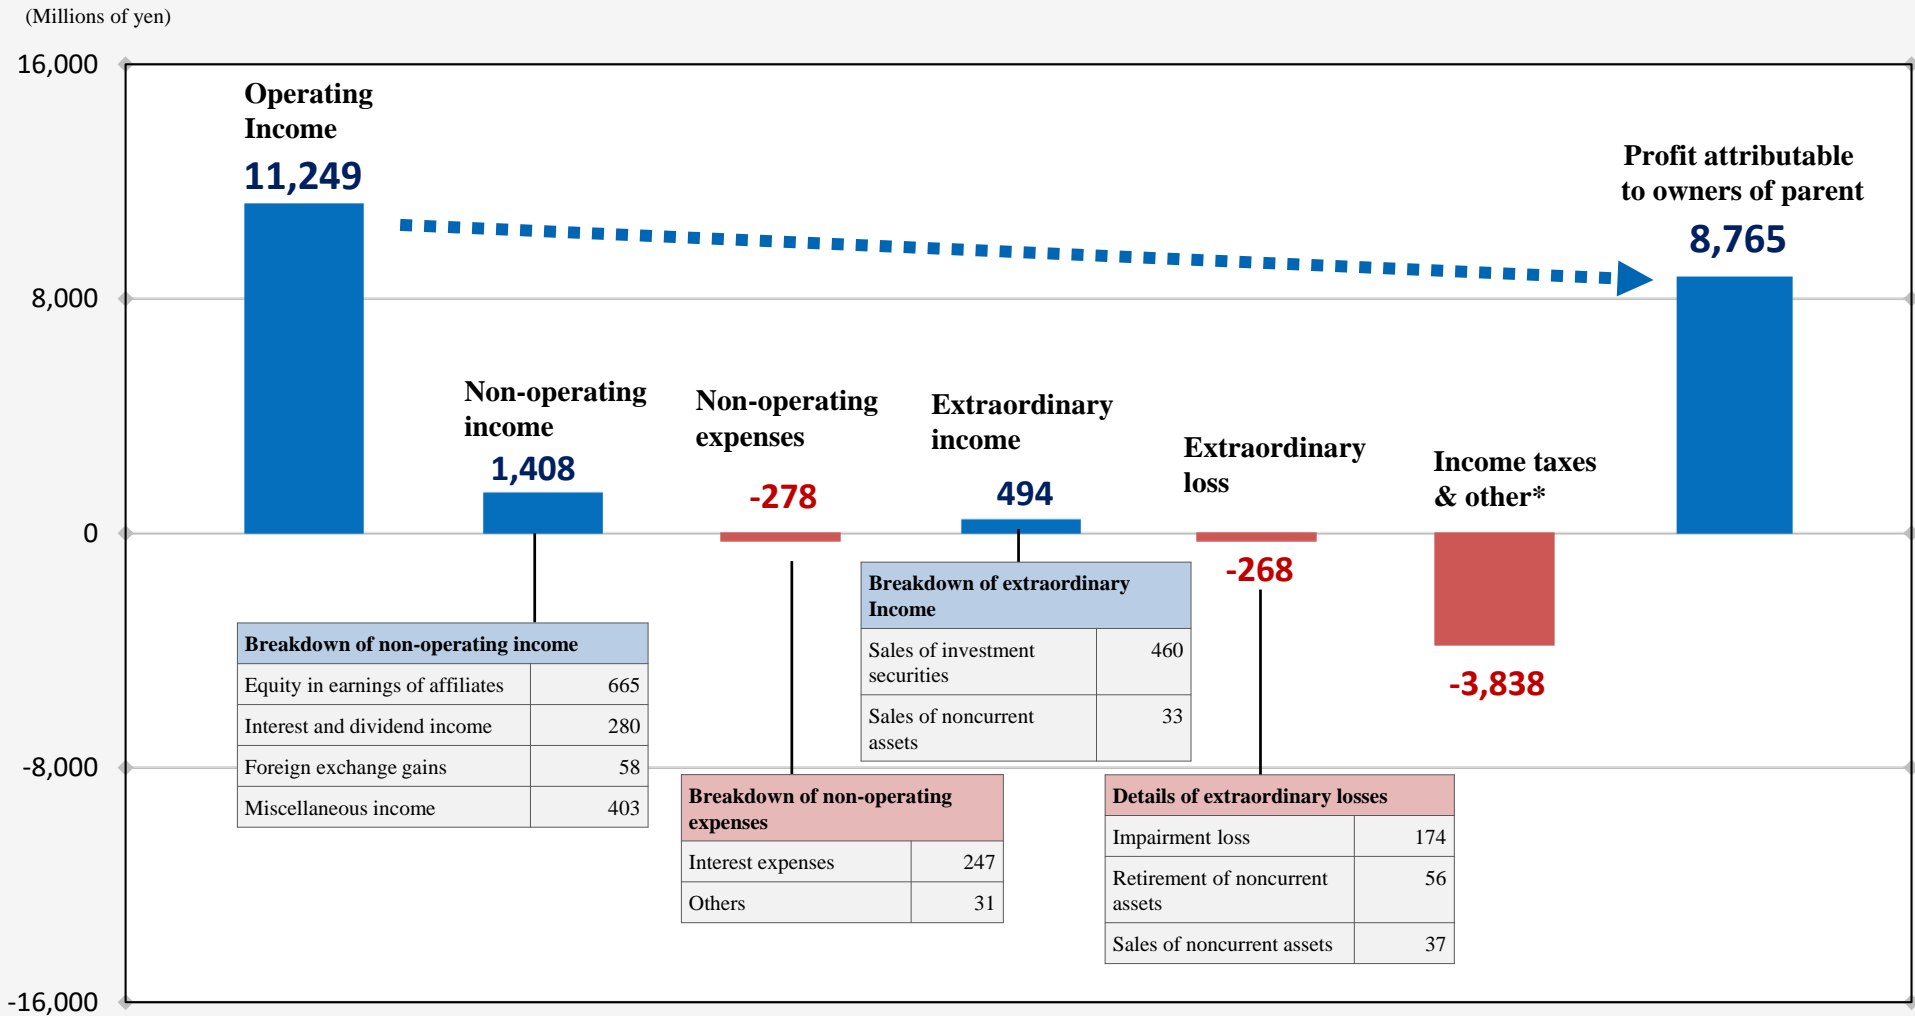 (Millions of yen)
16,000
8,000
0
-8,000
-16,000
Operating
Income
11,249
Non-operating
income
1,408
Non-operating
expenses
-278
Extraordinary
income
494
Extraordinary
loss
-268
Income taxes
& other*
-3,838
Profit attributable
to owners of parent
8,765
Breakdown of non-operating income
Equity in earnings of affiliates 665
Interest and dividend income 280
Foreign exchange gains 58
Miscellaneous income 403
Breakdown of non-operating
expenses
Interest expenses 247
Others 31
Breakdown of extraordinary
Income
Sales of investment 460
securities
Sales of noncurrent 33
assets
Details of extraordinary losses
Impairment loss 174
Retirement of noncurrent 56
assets
Sales of noncurrent assets 37